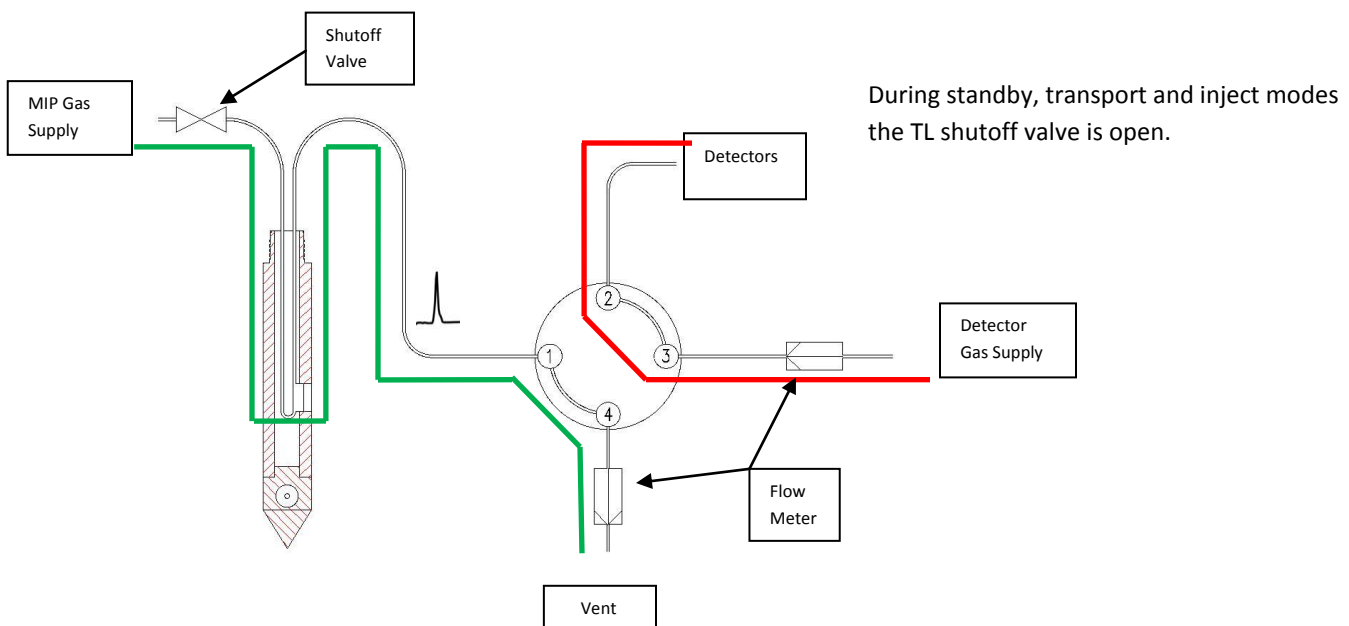 Shutoff
Valve
MIP Gas
Supply
During standby, transport and inject modes
the TL shutoff valve is open.
Detectors
2
Detector
Gas Supply
1
3
4
Flow
Meter
Vent